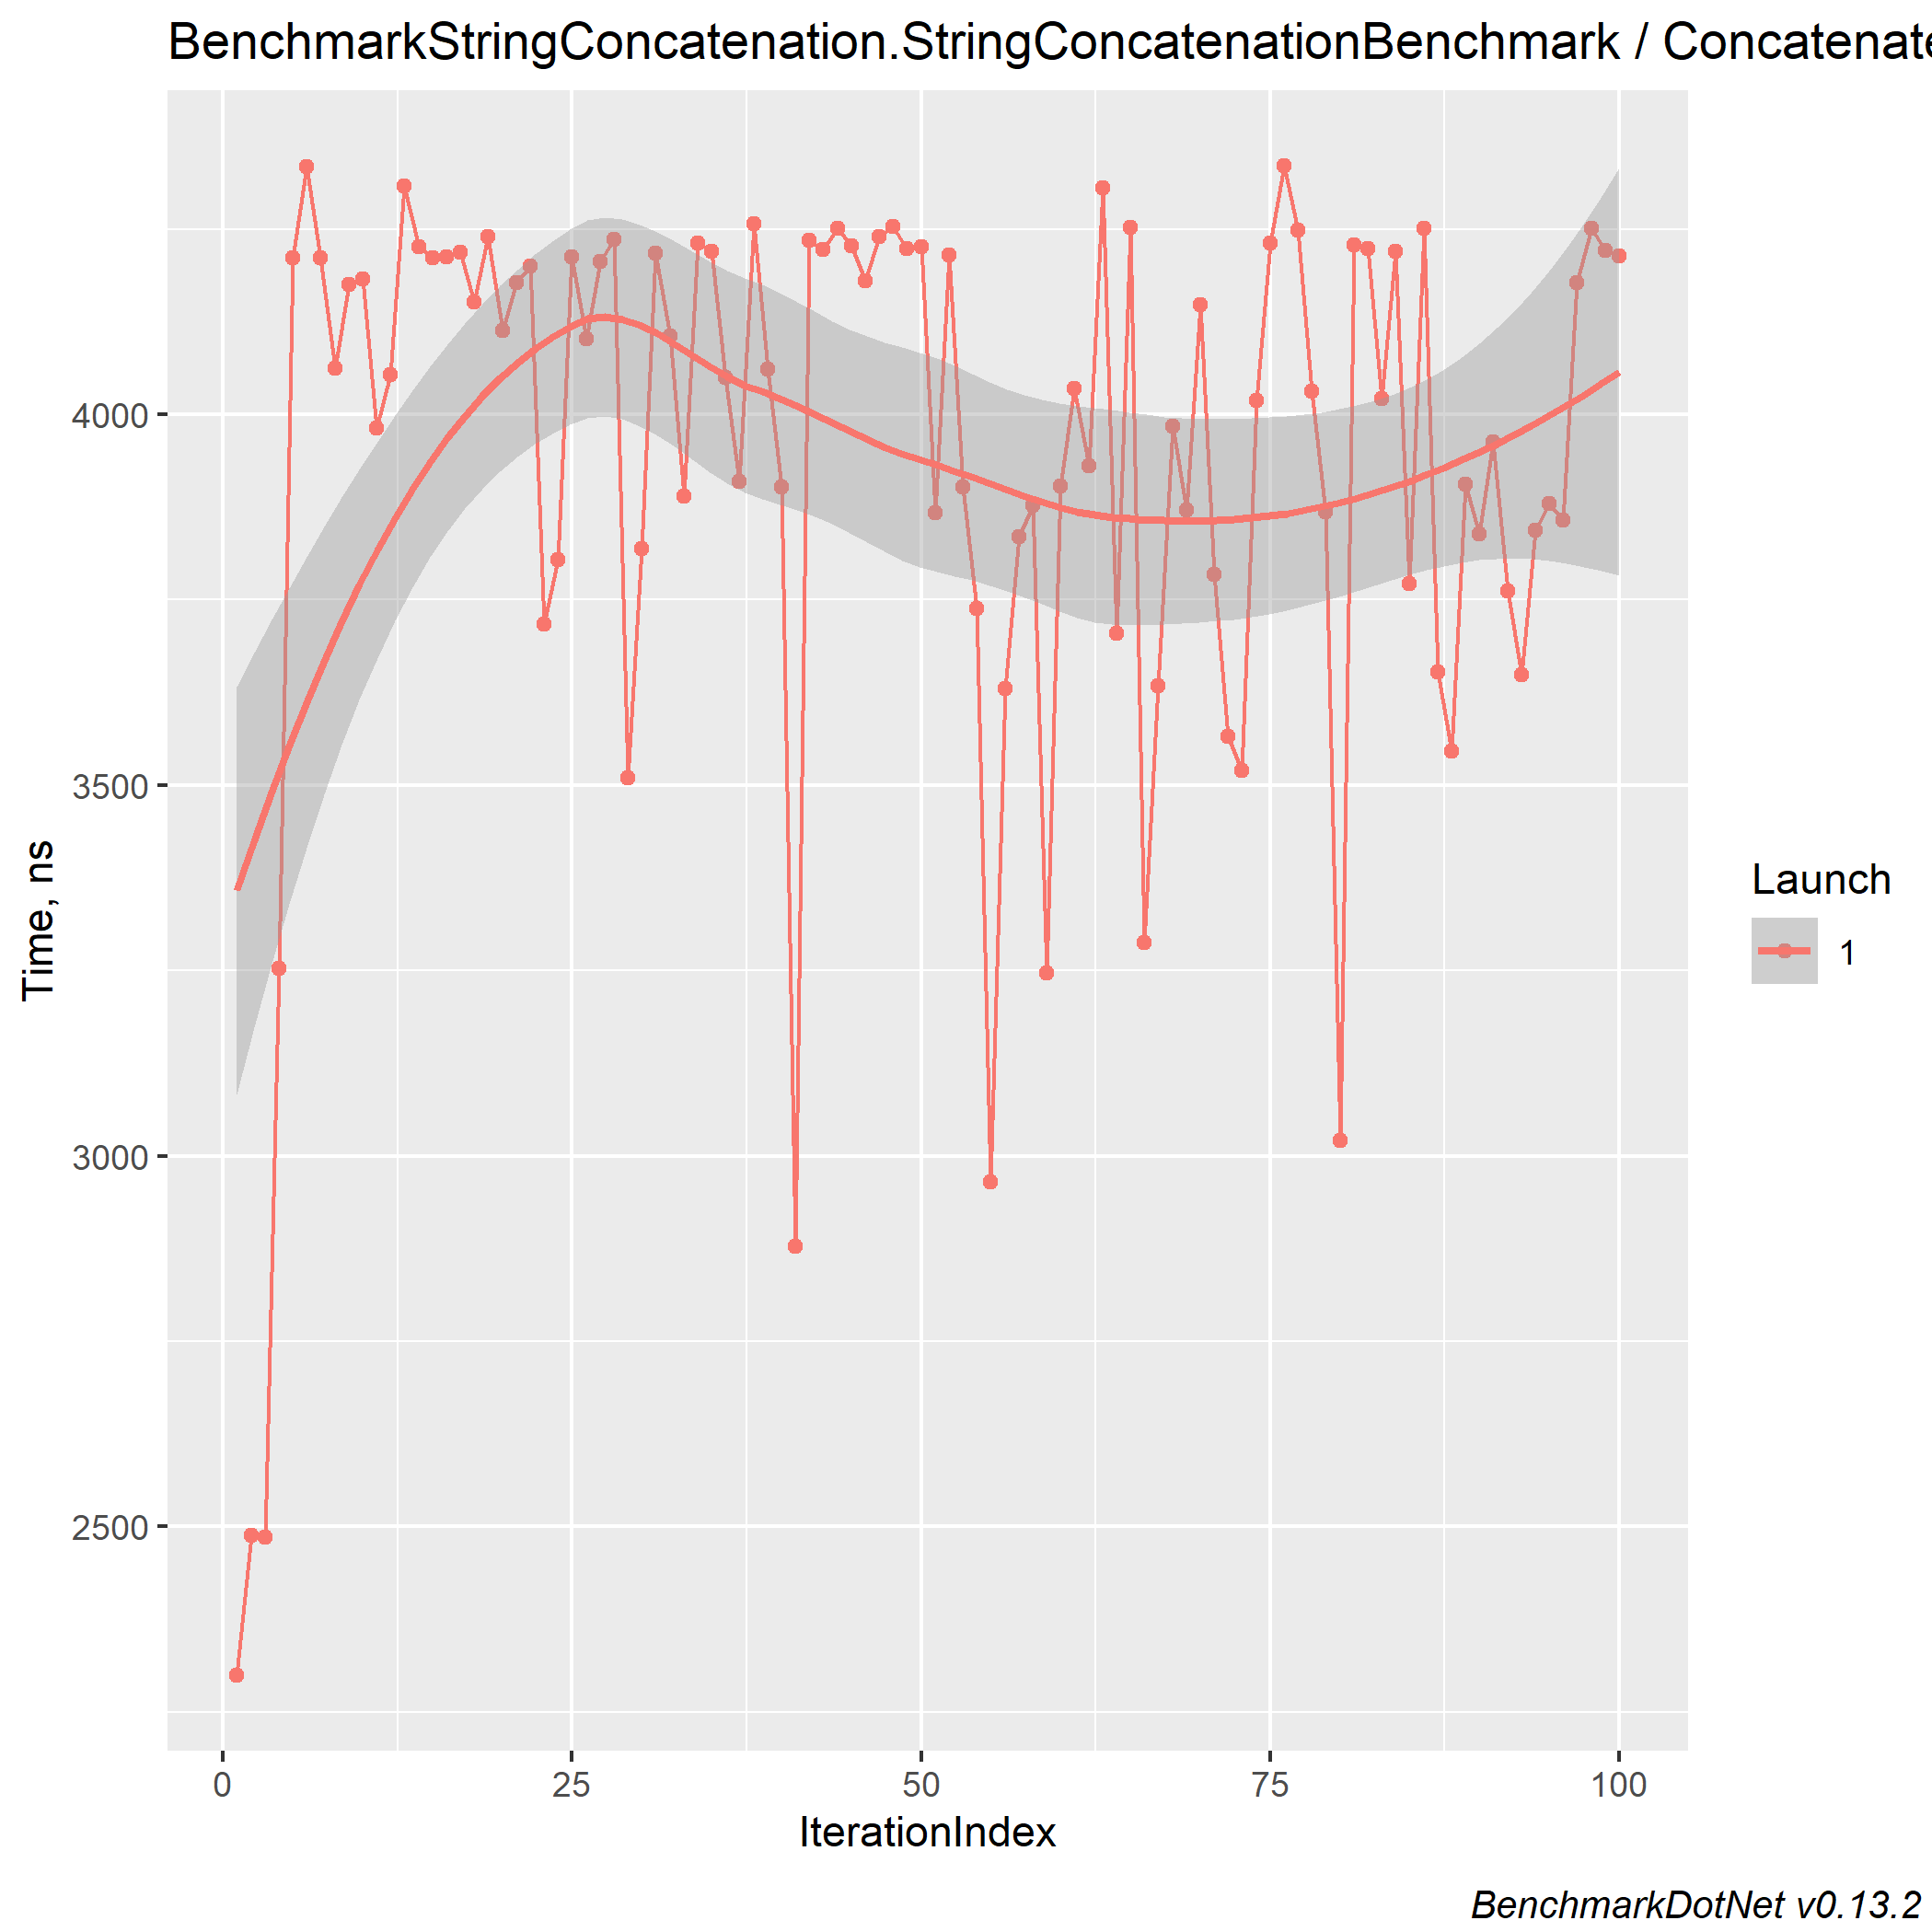 BenchmarkStringConcatenation.StringConcatenationBenchmark / Concatenate
4000
3500
3000
2500
Time, ns
0 25 50 75 100
IterationIndex
Launch
1
BenchmarkDotNet v0.13.2